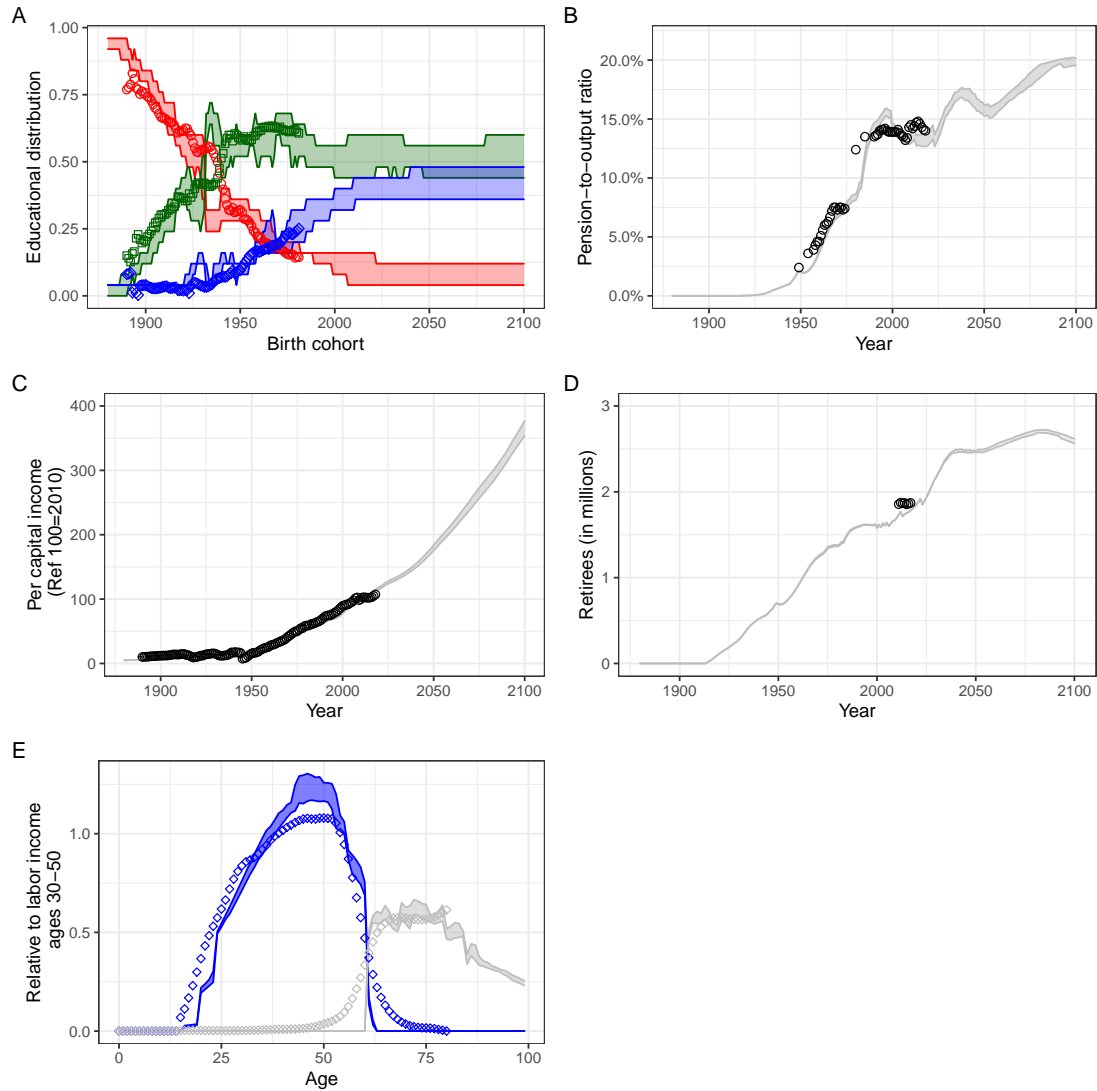 A
Educational distribution
1.00
0.75
0.50
0.25
0.00
1900 1950 2000 2050 2100
Birth cohort
B
Pension−to−output ratio
20.0%
15.0%
10.0%
5.0%
0.0%
1900 1950 2000 2050 2100
Year
C
Per capital income
(Ref 100=2010)
400
300
200
100
0
1900 1950 2000 2050 2100
Year
D
Retirees (in millions)
3
2
1
0
1900 1950 2000 2050 2100
Year
E
Relative to labor income
ages 30−50
1.0
0.5
0.0
0 25 50 75 100
Age